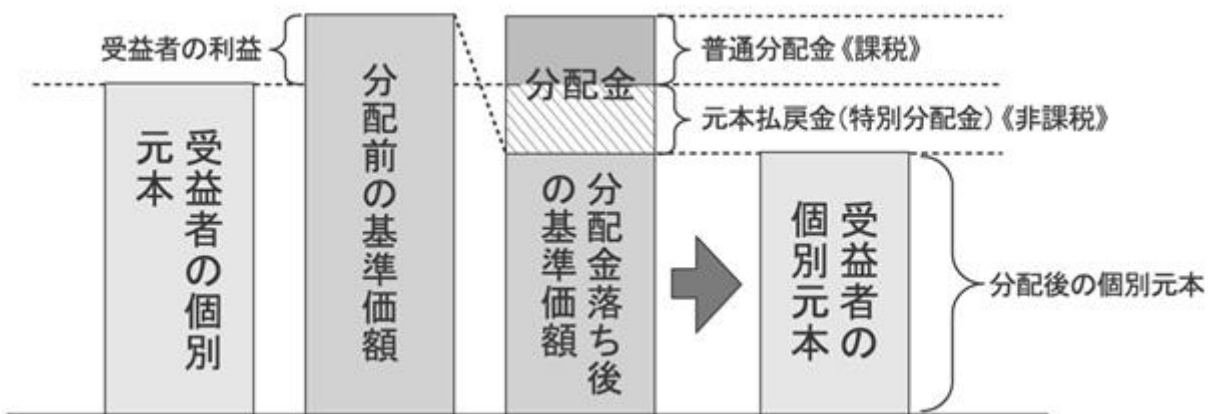 受益者の利益
受益者の個別
元本
分配前の基準価額
分配金
分配金落ち後
の基準価額
普通分配金《課税》
元本払戻金(特別分配金)《非課税》
受益者の
個別元本
分配後の個別元本